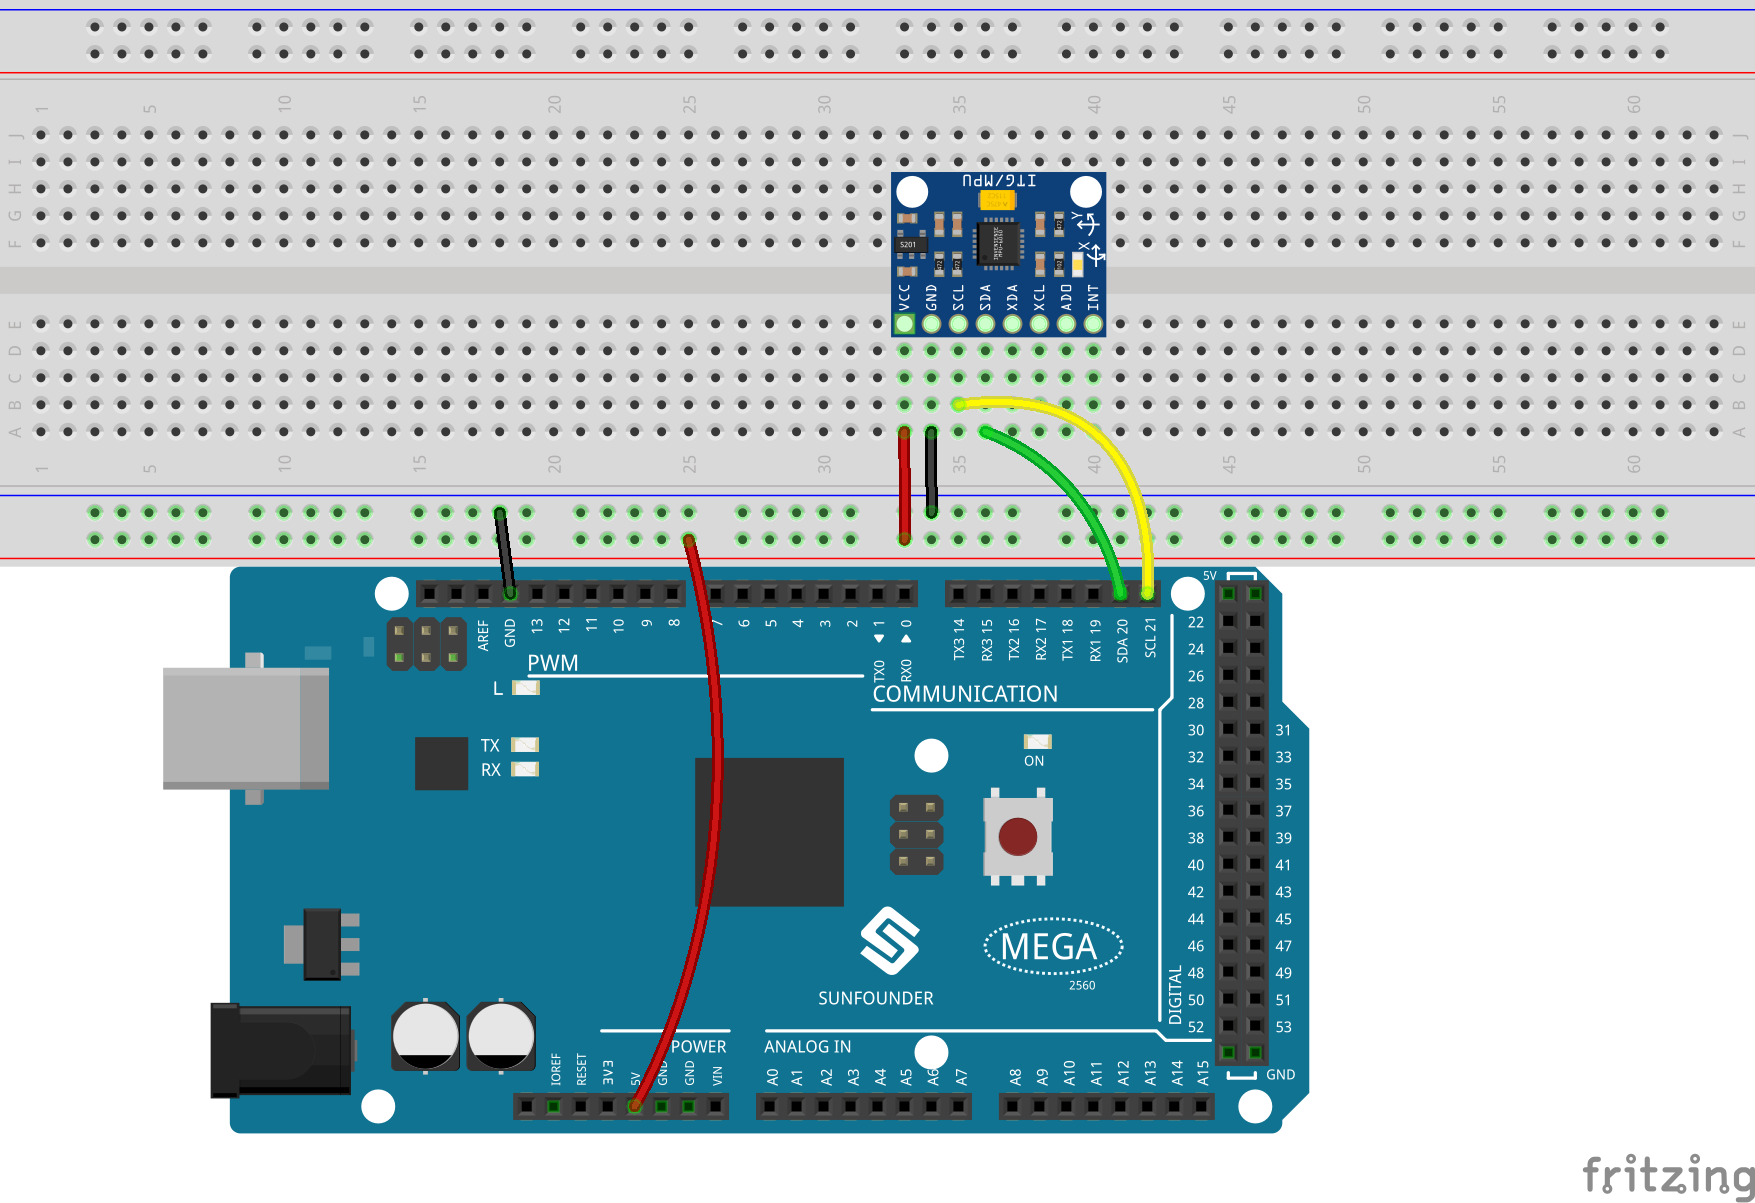 1 5 10 15 20 25 30 35 40 45 50 55 60
J J
I I
H H
G G
F F
ITG/MPU
S201
Y
X
VCC GND SCL SDA XDA XCL AD0 INT
E E
D D
C C
B B
A A
1 5 10 15 20 25 30 35 40 45 50 55 60
5V
AREF GND 13 12 11 10 9 8 7 6 5 4 3 2 1 0
TX0 RX0
TX3 14 RX3 15 TX2 16 RX2 17 TX1 18 RX1 19 SDA 20 SCL 21
PWM
COMMUNICATION
L
TX
RX
ON
22
24
26
28
30 31
32 33
34 35
36 37
38 39
40 41
42 43
44 45
46 47
48 49
50 51
52 53
DIGITAL
GND
MEGA
2560
SUNFOUNDER
POWER
ANALOG IN
IOREF RESET 3V3 5V GND GND VIN
A0 A1 A2 A3 A4 A5 A6 A7
A8 A9 A10 A11 A12 A13 A14 A15
fritzing